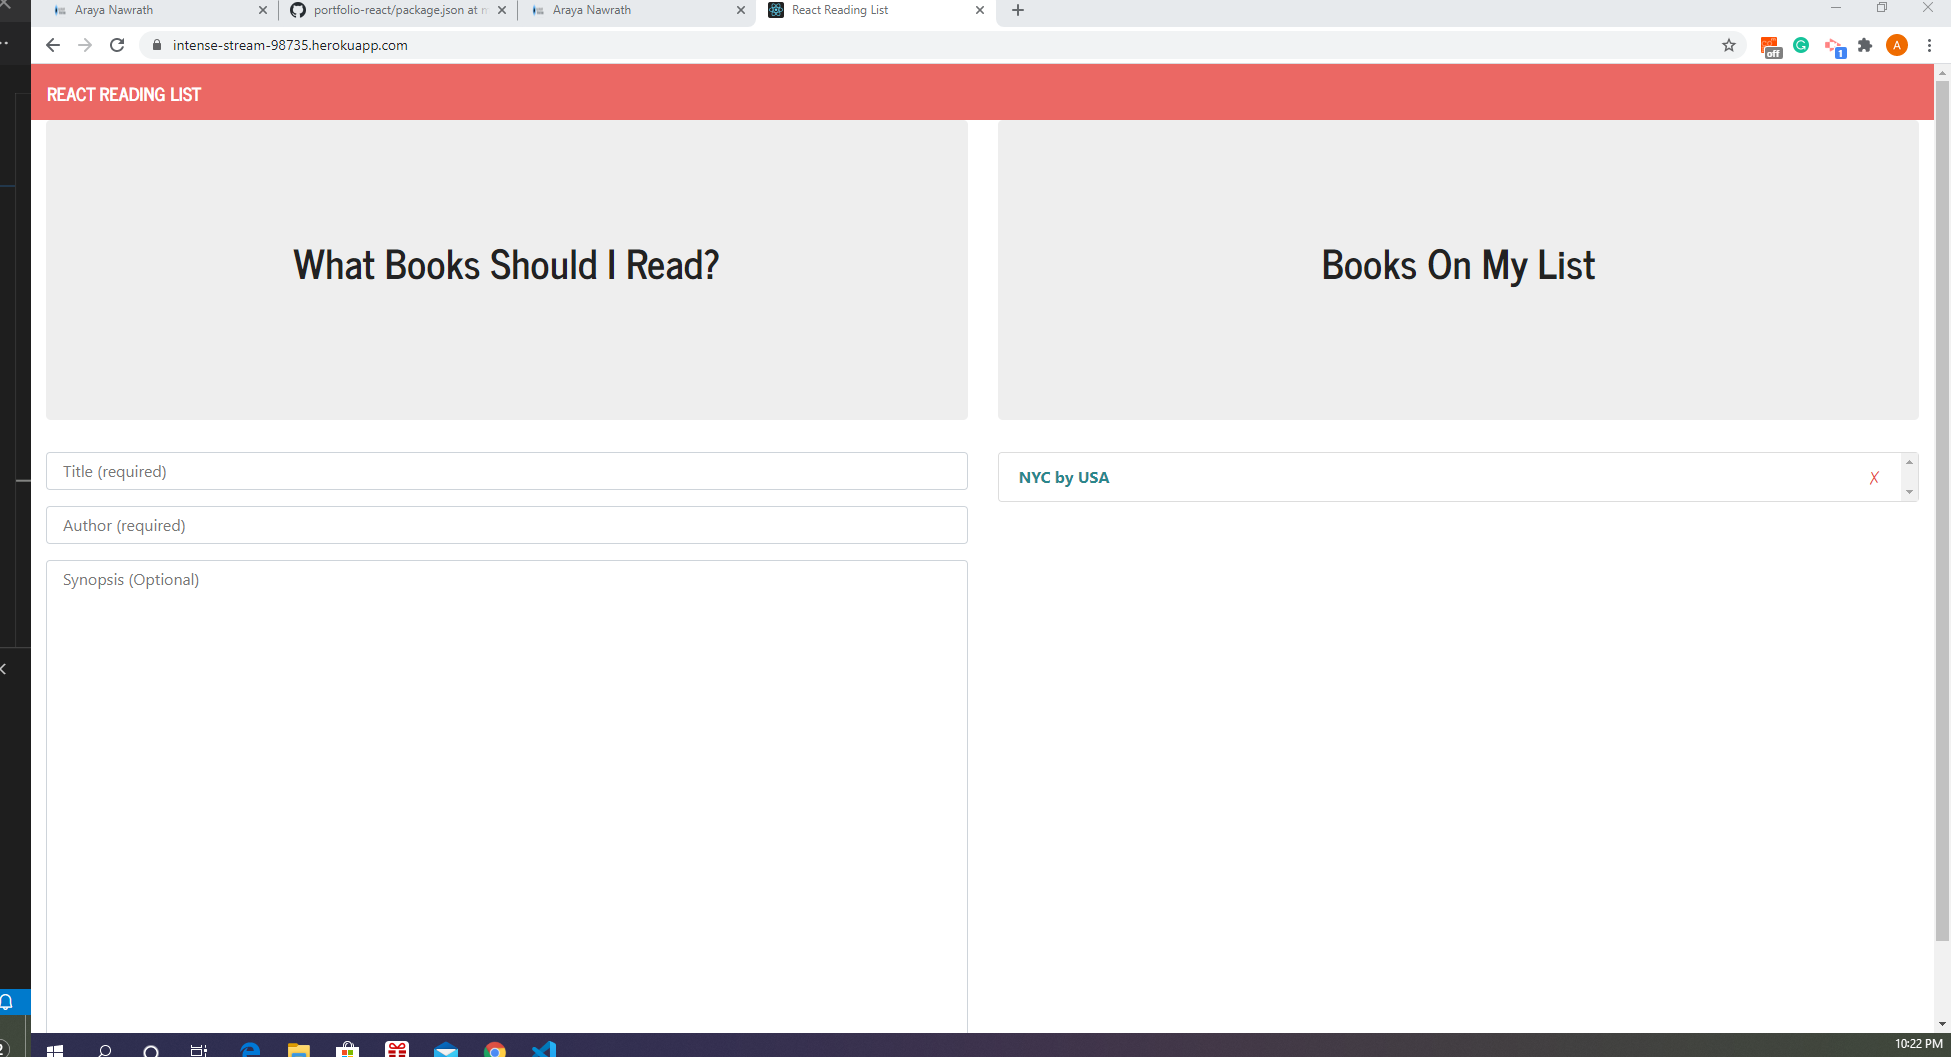 Araya Nawrath
portfolio-react/package.json at
Araya Nawrath
React Reading List
intense-stream-98735.herokuapp.com
off
G
1
A
REACT READING LIST
What Books Should I Read?
Books On My List
Title (required)
NYC by USA
X
Author (required)
Synopsis (Optional)
10:22 PM